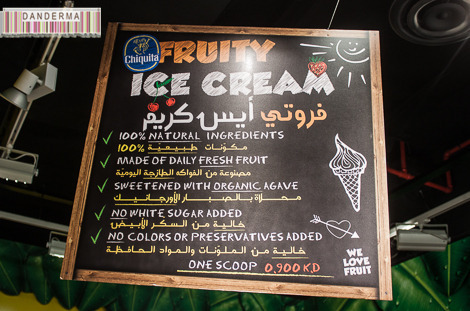 DANDERMA
Chiquita
FRUITY
ICE CREAM
فروتي أيس كريم
100% NATURAL INGREDIENTS
مكونات طبيعية 100%
MADE OF DAILY FRESH FRUIT
مصنوعة من الفواكه الطازجة اليومية
SWEETENED WITH ORGANIC AGAVE
محلاة بالصبار الأورجانيك
NO WHITE SUGAR ADDED
خالية من السكر الأبيض
NO COLORS OR PRESERVATIVES ADDED
خالية من الملونات والمواد الحافظة
ONE SCOOP 0,900 K.D
WE
LOVE
FRUIT